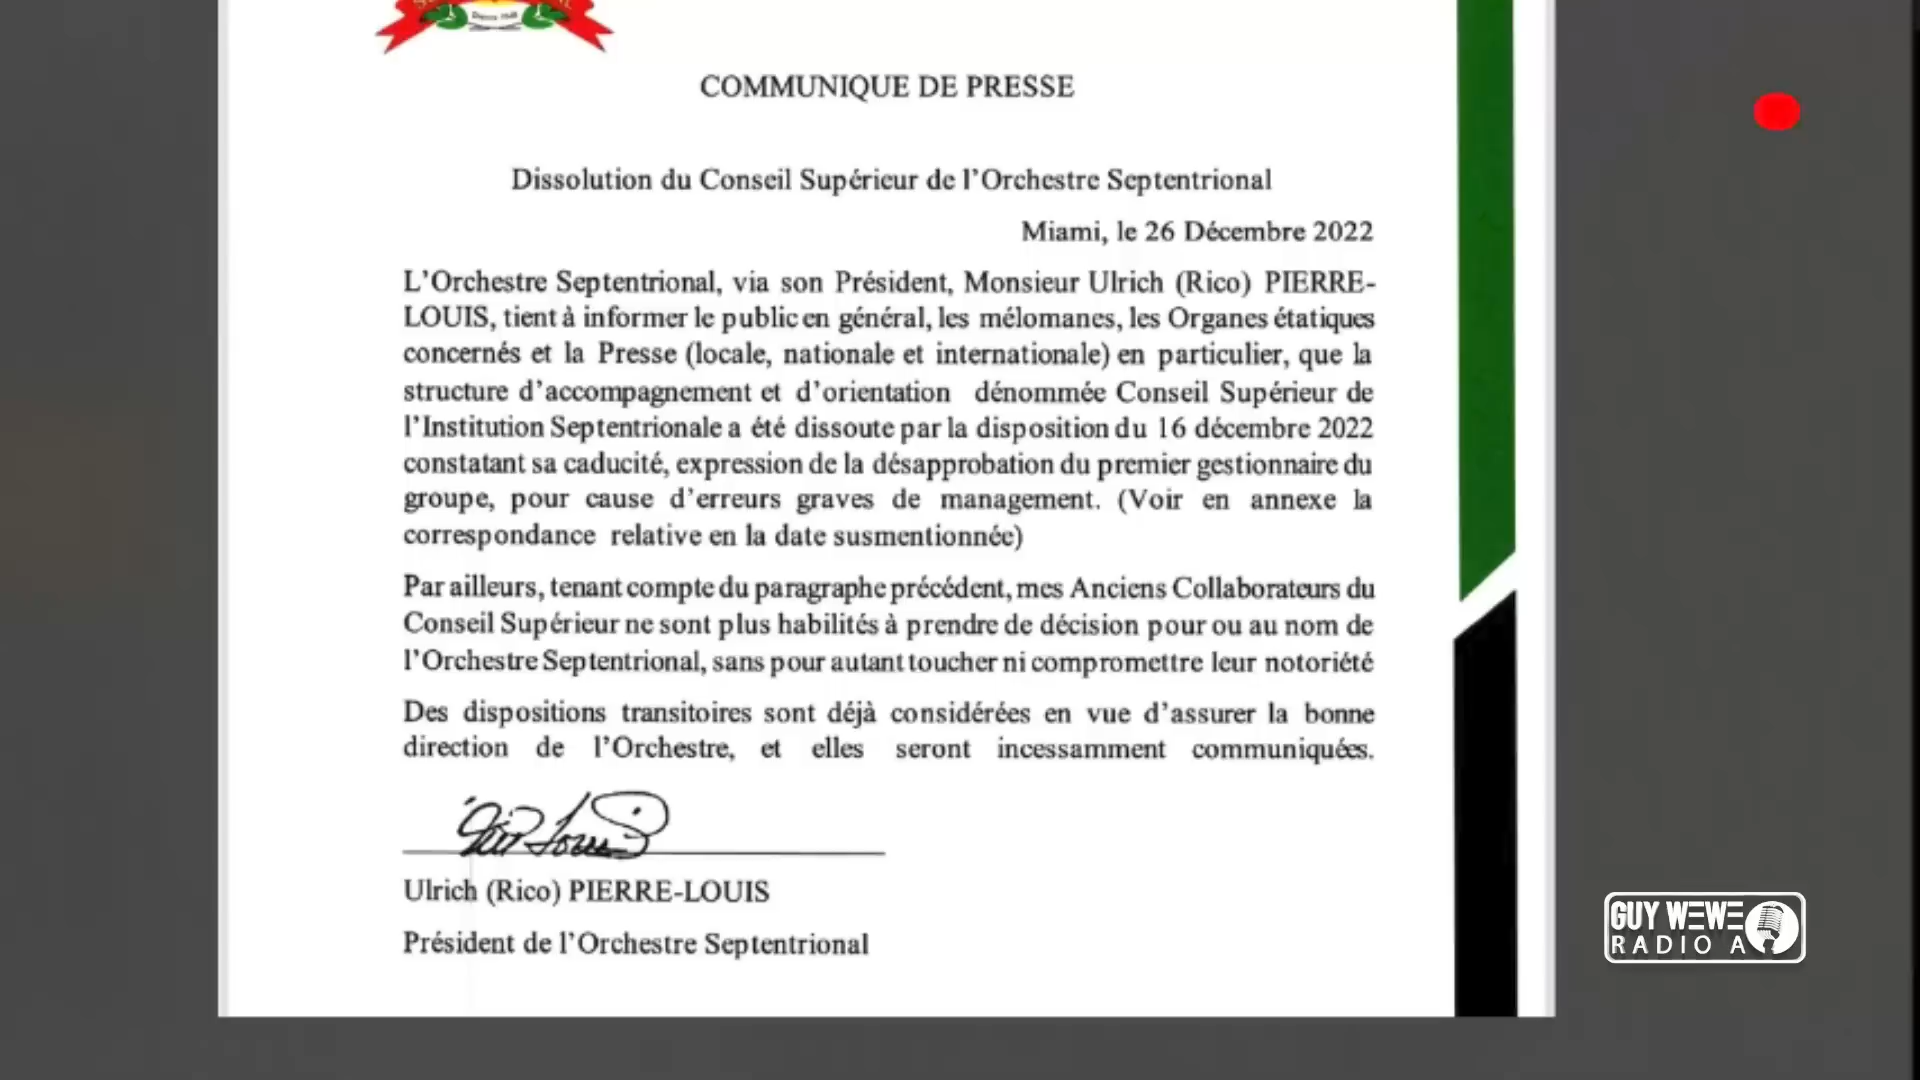 Depuis 1948
COMMUNIQUE DE PRESSE
Dissolution du Conseil Supérieur de l’Orchestre Septentrional
Miami, le 26 Décembre 2022
L’Orchestre Septentrional, via son Président, Monsieur Ulrich (Rico) PIERRE-
LOUIS, tient à informer le public en général, les mélomanes, les Organes étatiques
concernés et la Presse (locale, nationale et internationale) en particulier, que la
structure d’accompagnement et d’orientation dénommée Conseil Supérieur de
l’Institution Septentrionale a été dissoute par la disposition du 16 décembre 2022
constatant sa caducité, expression de la désapprobation du premier gestionnaire du
groupe, pour cause d’erreurs graves de management. (Voir en annexe la
correspondance relative en la date susmentionnée)
Par ailleurs, tenant compte du paragraphe précédent, mes Anciens Collaborateurs du
Conseil Supérieur ne sont plus habilités à prendre de décision pour ou au nom de
l’Orchestre Septentrional, sans pour autant toucher ni compromettre leur notoriété
Des dispositions transitoires sont déjà considérées en vue d’assurer la bonne
direction de l’Orchestre, et elles seront incessamment communiquées.
Ulrich (Rico) PIERRE-LOUIS
Président de l’Orchestre Septentrional
GUY WEWE
RADIO A